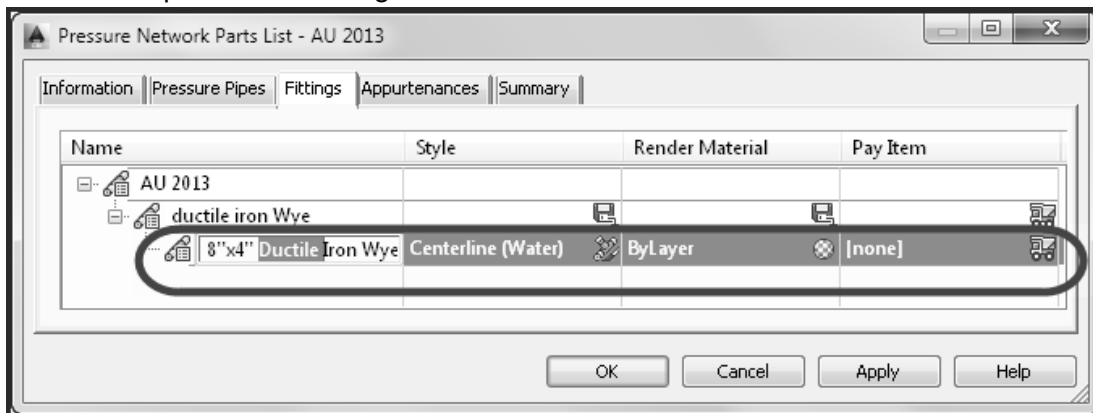 Pressure Network Parts List - AU 2013
Information Pressure Pipes Fittings Appurtenances Summary
Name Style Render Material Pay Item
AU 2013
ductile iron Wye
8"x4" Ductile Iron Wye Centerline (Water) ByLayer [none]
OK Cancel Apply Help